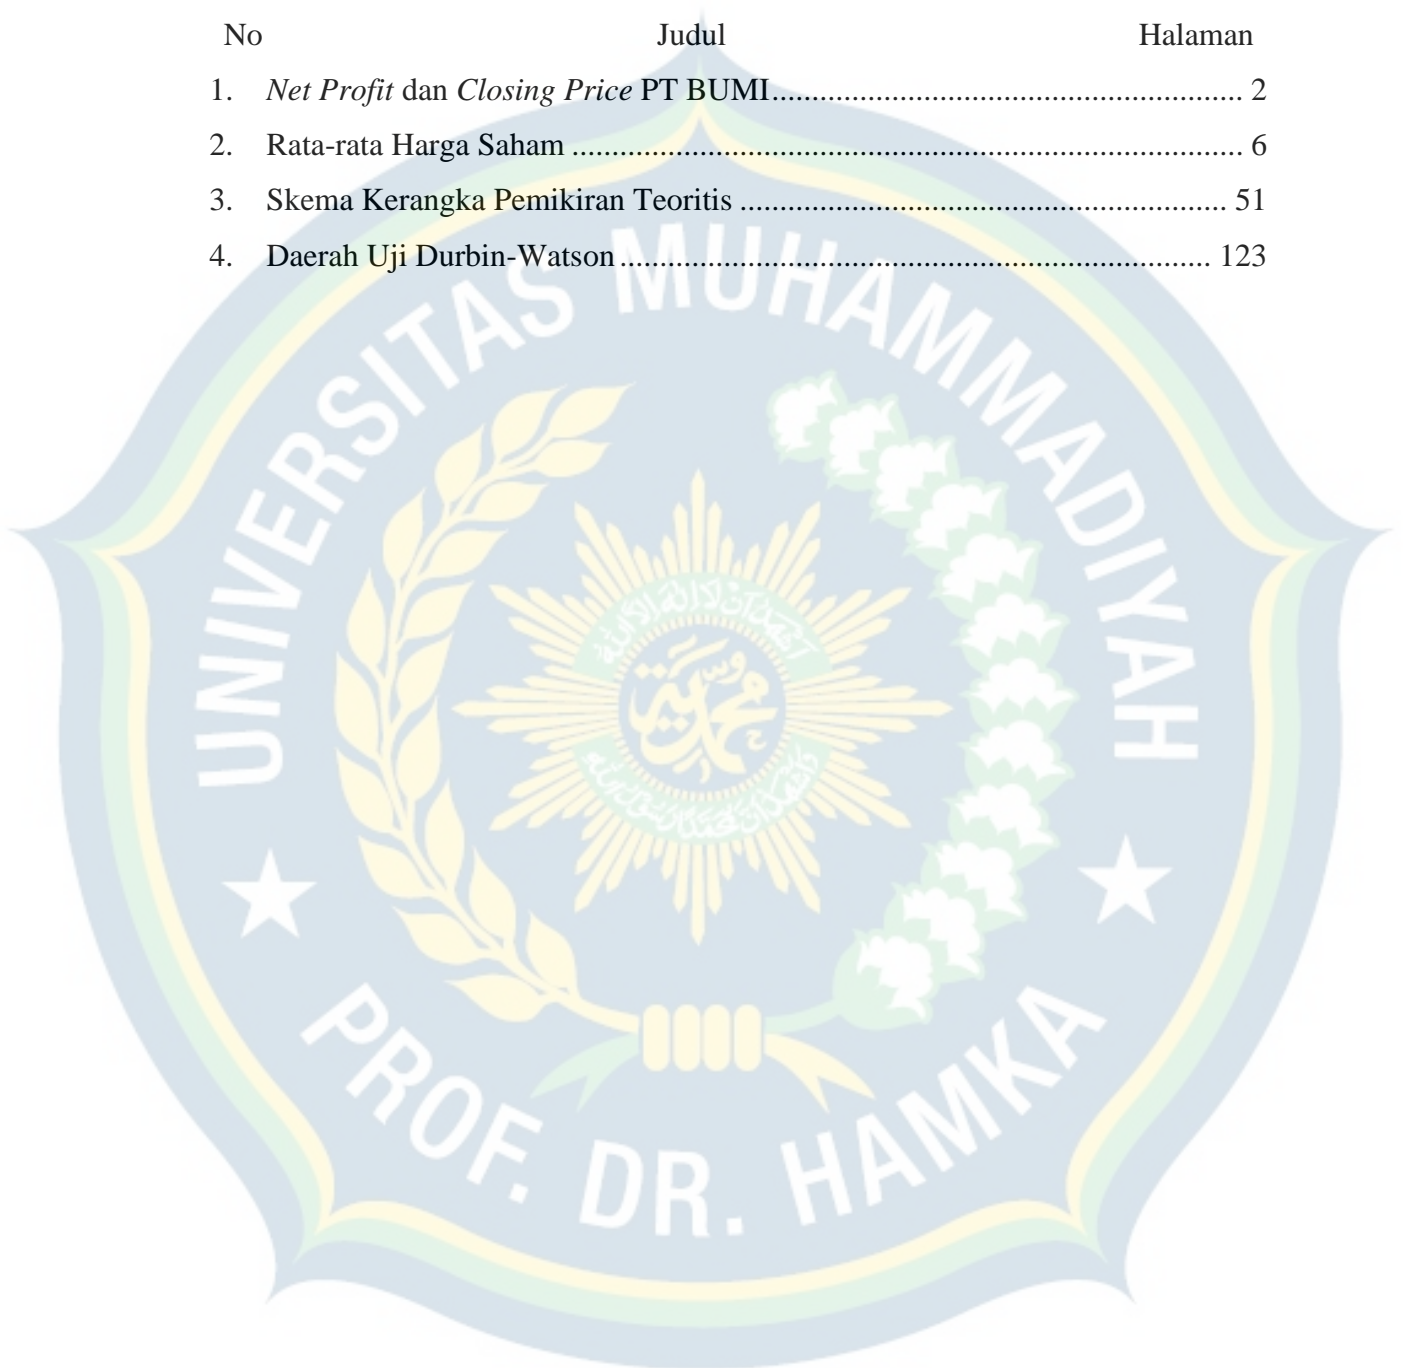 No Judul Halaman
1. Net Profit dan Closing Price PT BUMI............................................................ 2
2. Rata-rata Harga Saham ...................................................................................... 6
3. Skema Kerangka Pemikiran Teoritis .............................................................. 51
4. Daerah Uji Durbin-Watson ........................................................................... 123
UNIVERSITAS MUHAMMADIYAH
PROF. DR. HAMKA